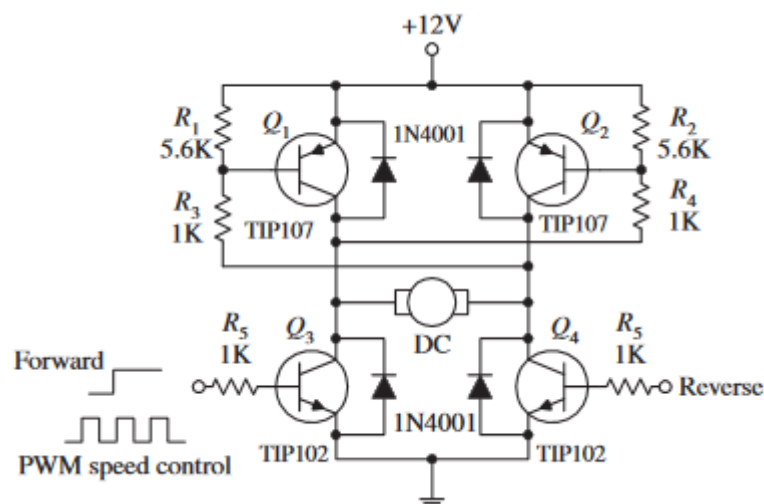 +12V
R1
5.6K
Q1
1N4001
Q2
R2
5.6K
R3
1K
TIP107
TIP107
R4
1K
R5
1K
Q3
DC
Q4
R5
1K
Forward
Reverse
1N4001
TIP102
TIP102
PWM speed control